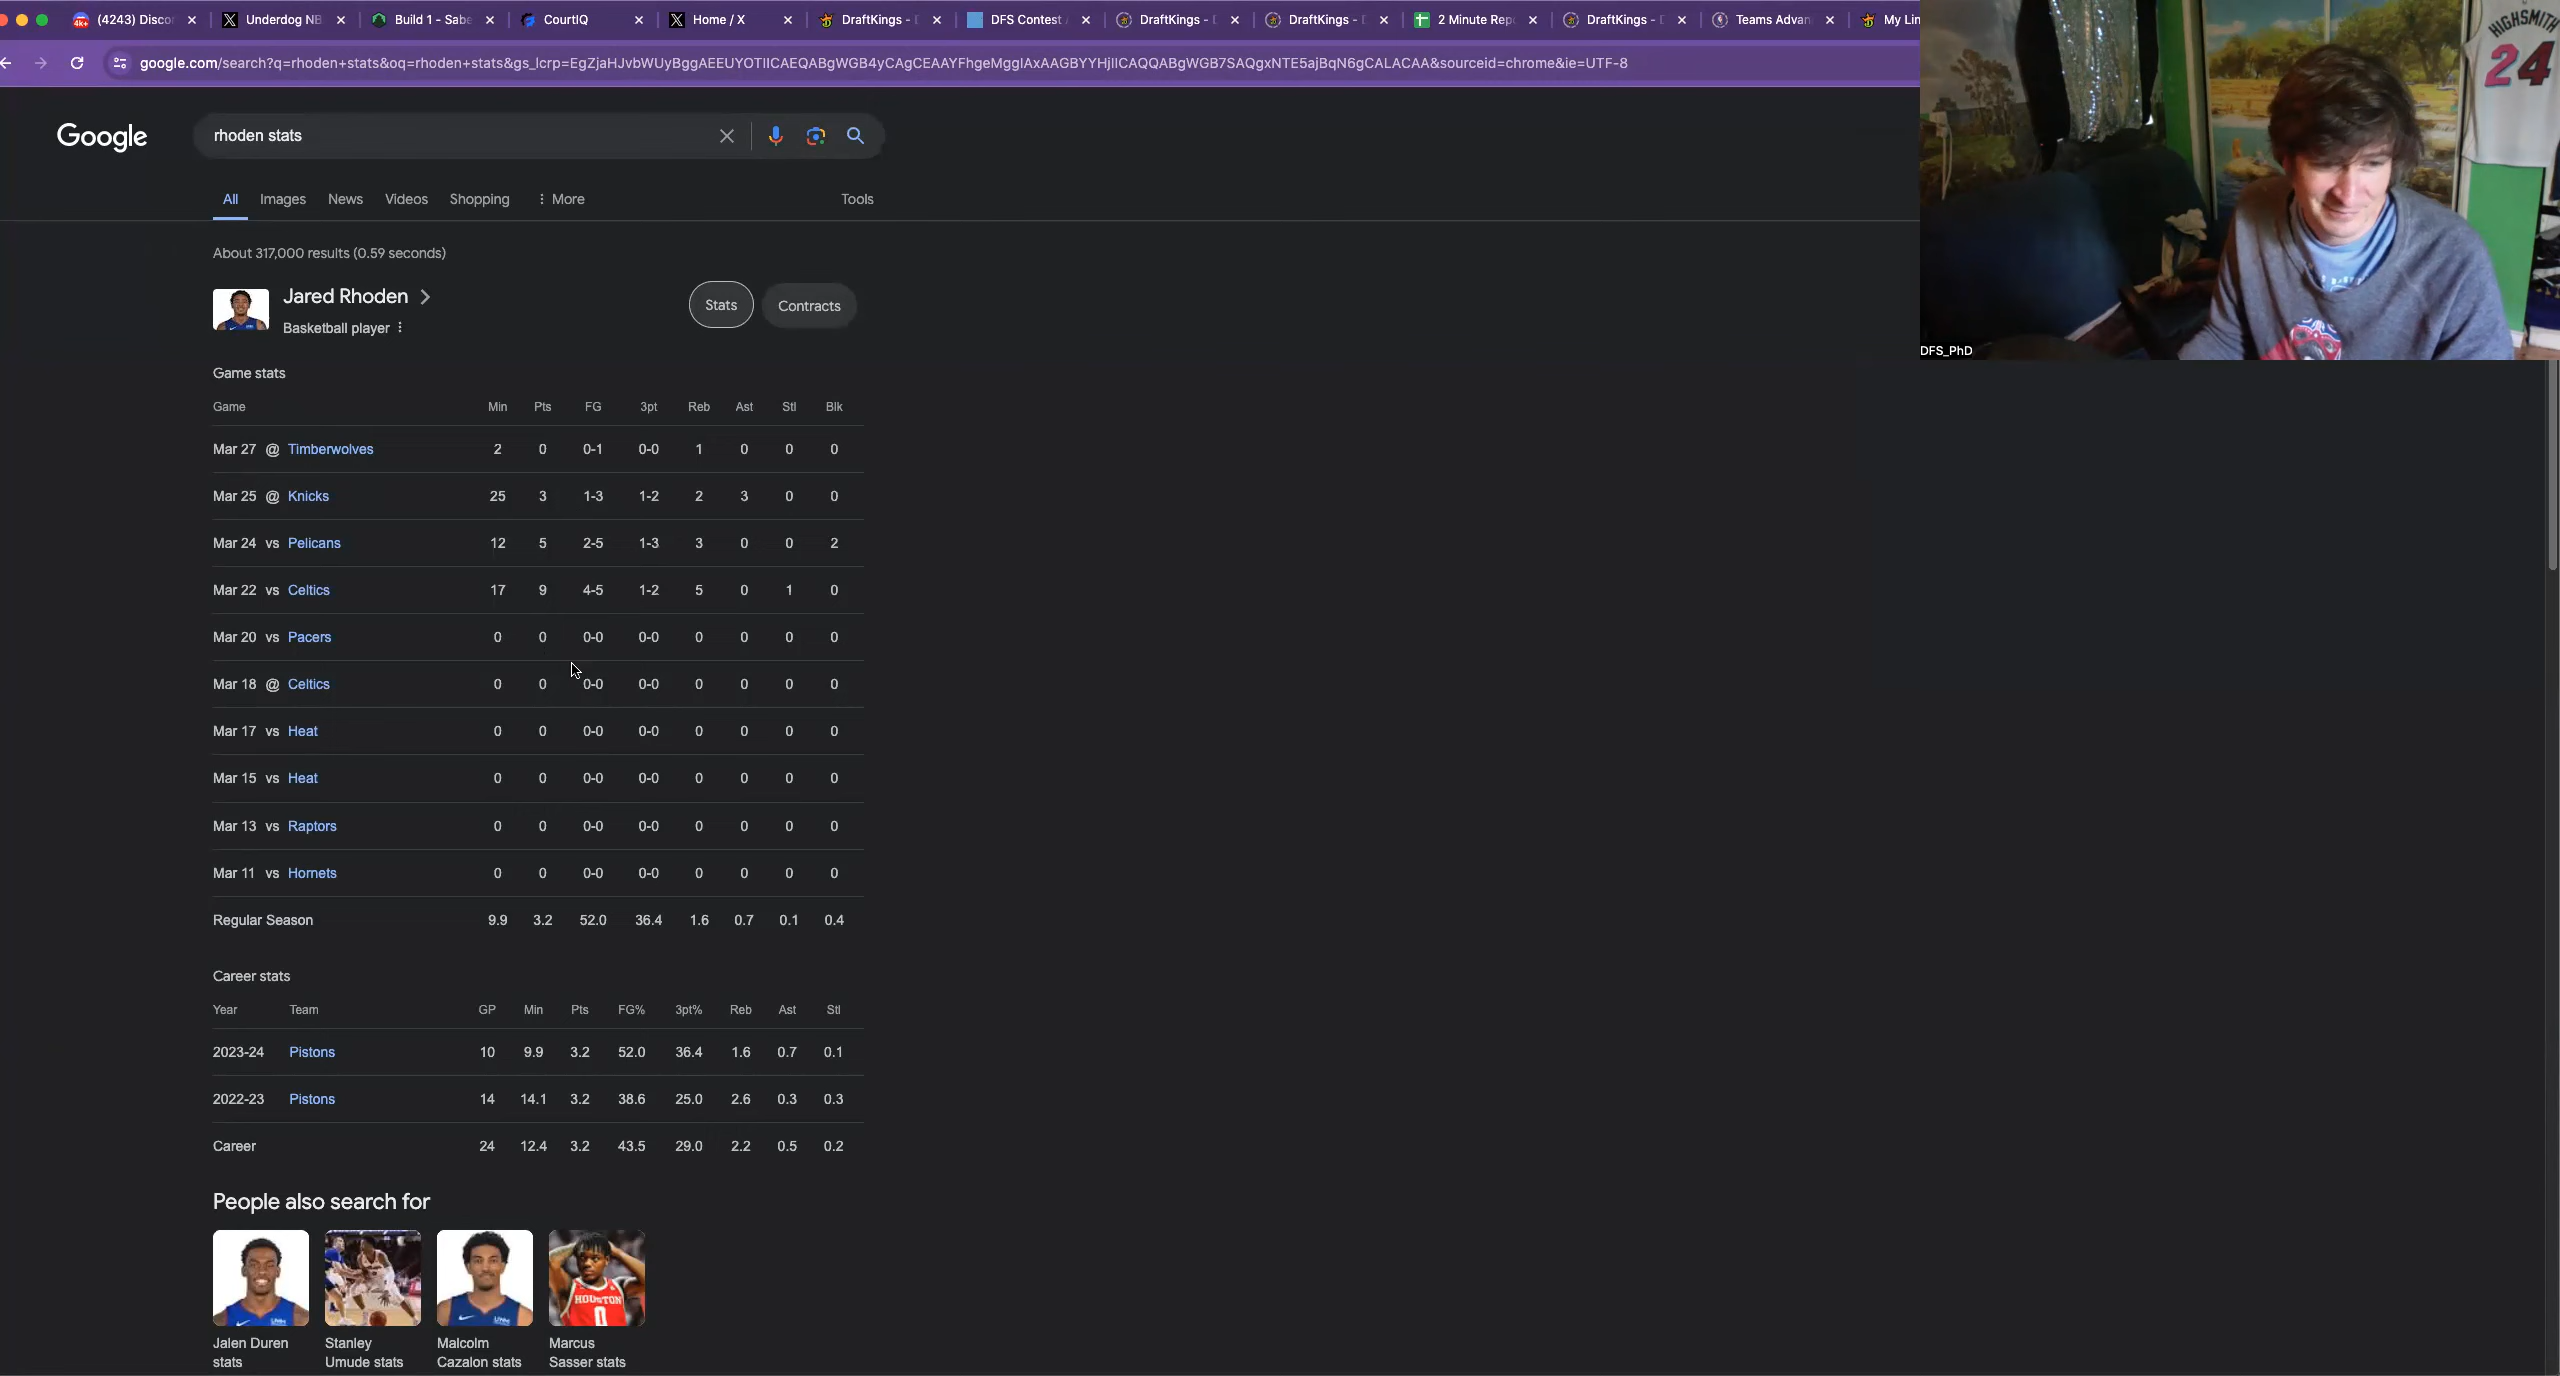 (4243) Disco
Underdog NB
Build 1 - Sabe
CourtIQ
Home / X
DraftKings - D
DFS Contest
DraftKings - D
DraftKings - D
2 Minute Rep
DraftKings - D
Teams Advan
My Lin
google.com/search?q=rhoden+stats&oq=rhoden+stats&gs_lcrp=EgZjaHJvbWUyBggAEEUYOTIICAEQABgWGB4yCAgCEAAYFhgeMggIAxAAGBYYHjIICAQQABgWGB7SAQgxNTE5ajBqN6gCALACAA&sourceid=chrome&ie=UTF-8
HIGHSMITH
24
DFS_PhD
Google
rhoden stats
All Images News Videos Shopping More Tools
About 317,000 results (0.59 seconds)
Jared Rhoden
Basketball player
Stats Contracts
Game stats
Game Min Pts FG 3pt Reb Ast Stl Blk
Mar 27 @ Timberwolves 2 0 0-1 0-0 1 0 0 0
Mar 25 @ Knicks 25 3 1-3 1-2 2 3 0 0
Mar 24 vs Pelicans 12 5 2-5 1-3 3 0 0 2
Mar 22 vs Celtics 17 9 4-5 1-2 5 0 1 0
Mar 20 vs Pacers 0 0 0-0 0-0 0 0 0 0
Mar 18 @ Celtics 0 0 0-0 0-0 0 0 0 0
Mar 17 vs Heat 0 0 0-0 0-0 0 0 0 0
Mar 15 vs Heat 0 0 0-0 0-0 0 0 0 0
Mar 13 vs Raptors 0 0 0-0 0-0 0 0 0 0
Mar 11 vs Hornets 0 0 0-0 0-0 0 0 0 0
Regular Season 9.9 3.2 52.0 36.4 1.6 0.7 0.1 0.4
Career stats
Year Team GP Min Pts FG% 3pt% Reb Ast Stl
2023-24 Pistons 10 9.9 3.2 52.0 36.4 1.6 0.7 0.1
2022-23 Pistons 14 14.1 3.2 38.6 25.0 2.6 0.3 0.3
Career 24 12.4 3.2 43.5 29.0 2.2 0.5 0.2
People also search for
HOUSTON
0
Jalen Duren
stats
Stanley
Umude stats
Malcolm
Cazalon stats
Marcus
Sasser stats